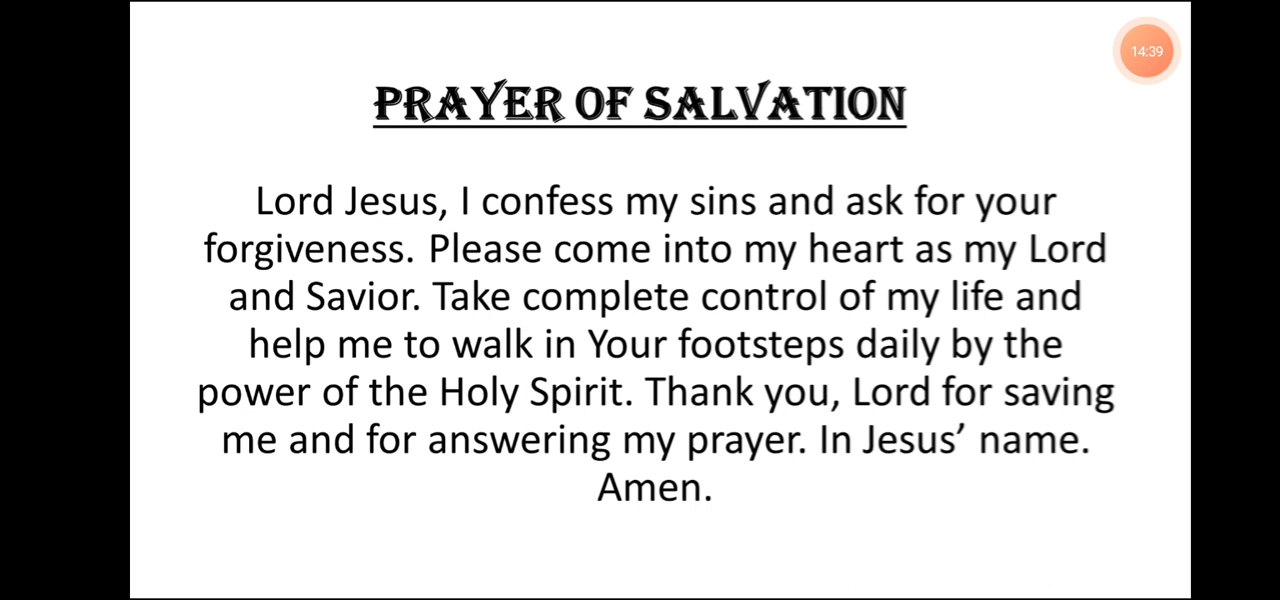 14:39
PRAYER OF SALVATION
Lord Jesus, I confess my sins and ask for your
forgiveness. Please come into my heart as my Lord
and Savior. Take complete control of my life and
help me to walk in Your footsteps daily by the
power of the Holy Spirit. Thank you, Lord for saving
me and for answering my prayer. In Jesus’ name.
Amen.